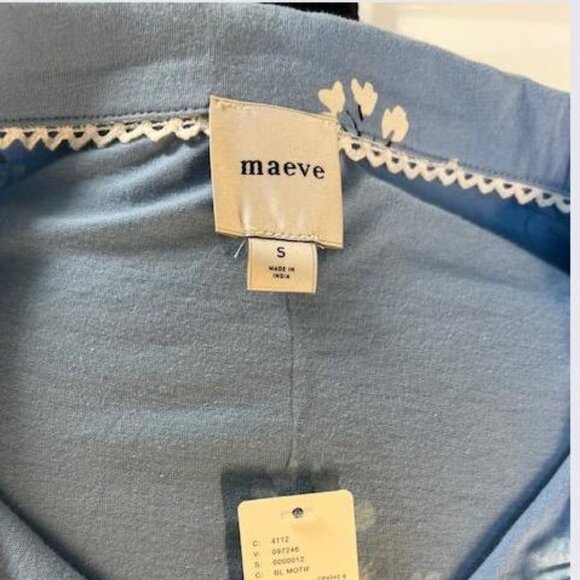 maeve
S
MADE IN
INDIA
C: 4112
V: 097246
S: 0000012
C: BL MOTIF